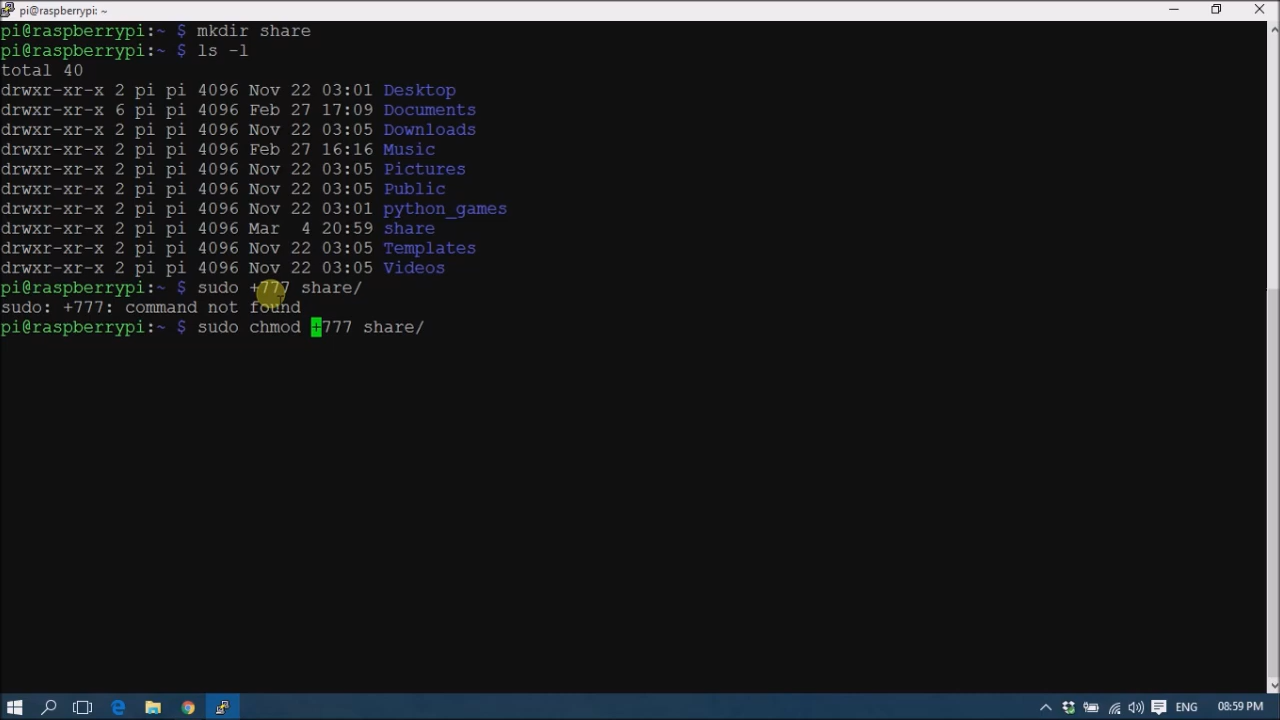 pi@raspberrypi: ~
pi@raspberrypi:~ $ mkdir share
pi@raspberrypi:~ $ ls -l
total 40
drwxr-xr-x 2 pi pi 4096 Nov 22 03:01 Desktop
drwxr-xr-x 6 pi pi 4096 Feb 27 17:09 Documents
drwxr-xr-x 2 pi pi 4096 Nov 22 03:05 Downloads
drwxr-xr-x 2 pi pi 4096 Feb 27 16:16 Music
drwxr-xr-x 2 pi pi 4096 Nov 22 03:05 Pictures
drwxr-xr-x 2 pi pi 4096 Nov 22 03:05 Public
drwxr-xr-x 2 pi pi 4096 Nov 22 03:01 python_games
drwxr-xr-x 2 pi pi 4096 Mar  4 20:59 share
drwxr-xr-x 2 pi pi 4096 Nov 22 03:05 Templates
drwxr-xr-x 2 pi pi 4096 Nov 22 03:05 Videos
pi@raspberrypi:~ $ sudo +777 share/
sudo: +777: command not found
pi@raspberrypi:~ $ sudo chmod +777 share/
ENG 08:59 PM